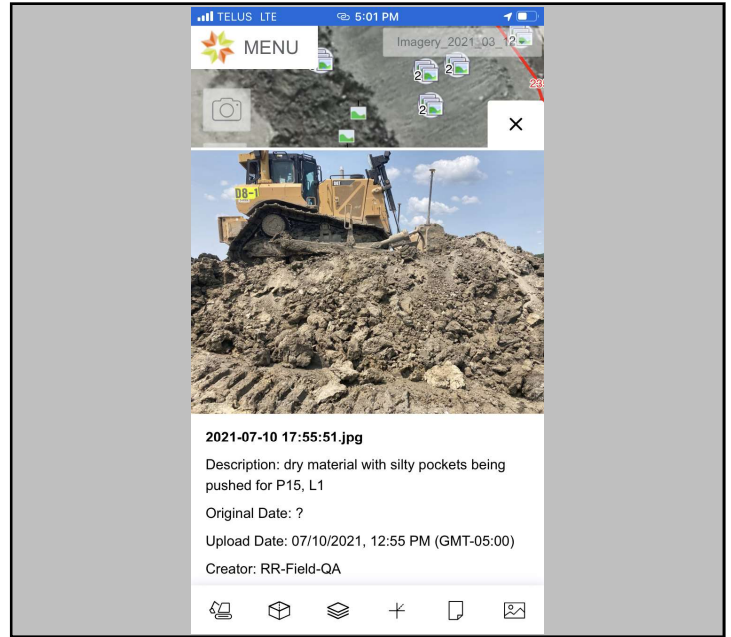 TELUS LTE 5:01 PM
MENU
Imagery_2021_03_12
2
2
2
23
D8-1
2021-07-10 17:55:51.jpg
Description: dry material with silty pockets being
pushed for P15, L1
Original Date: ?
Upload Date: 07/10/2021, 12:55 PM (GMT-05:00)
Creator: RR-Field-QA